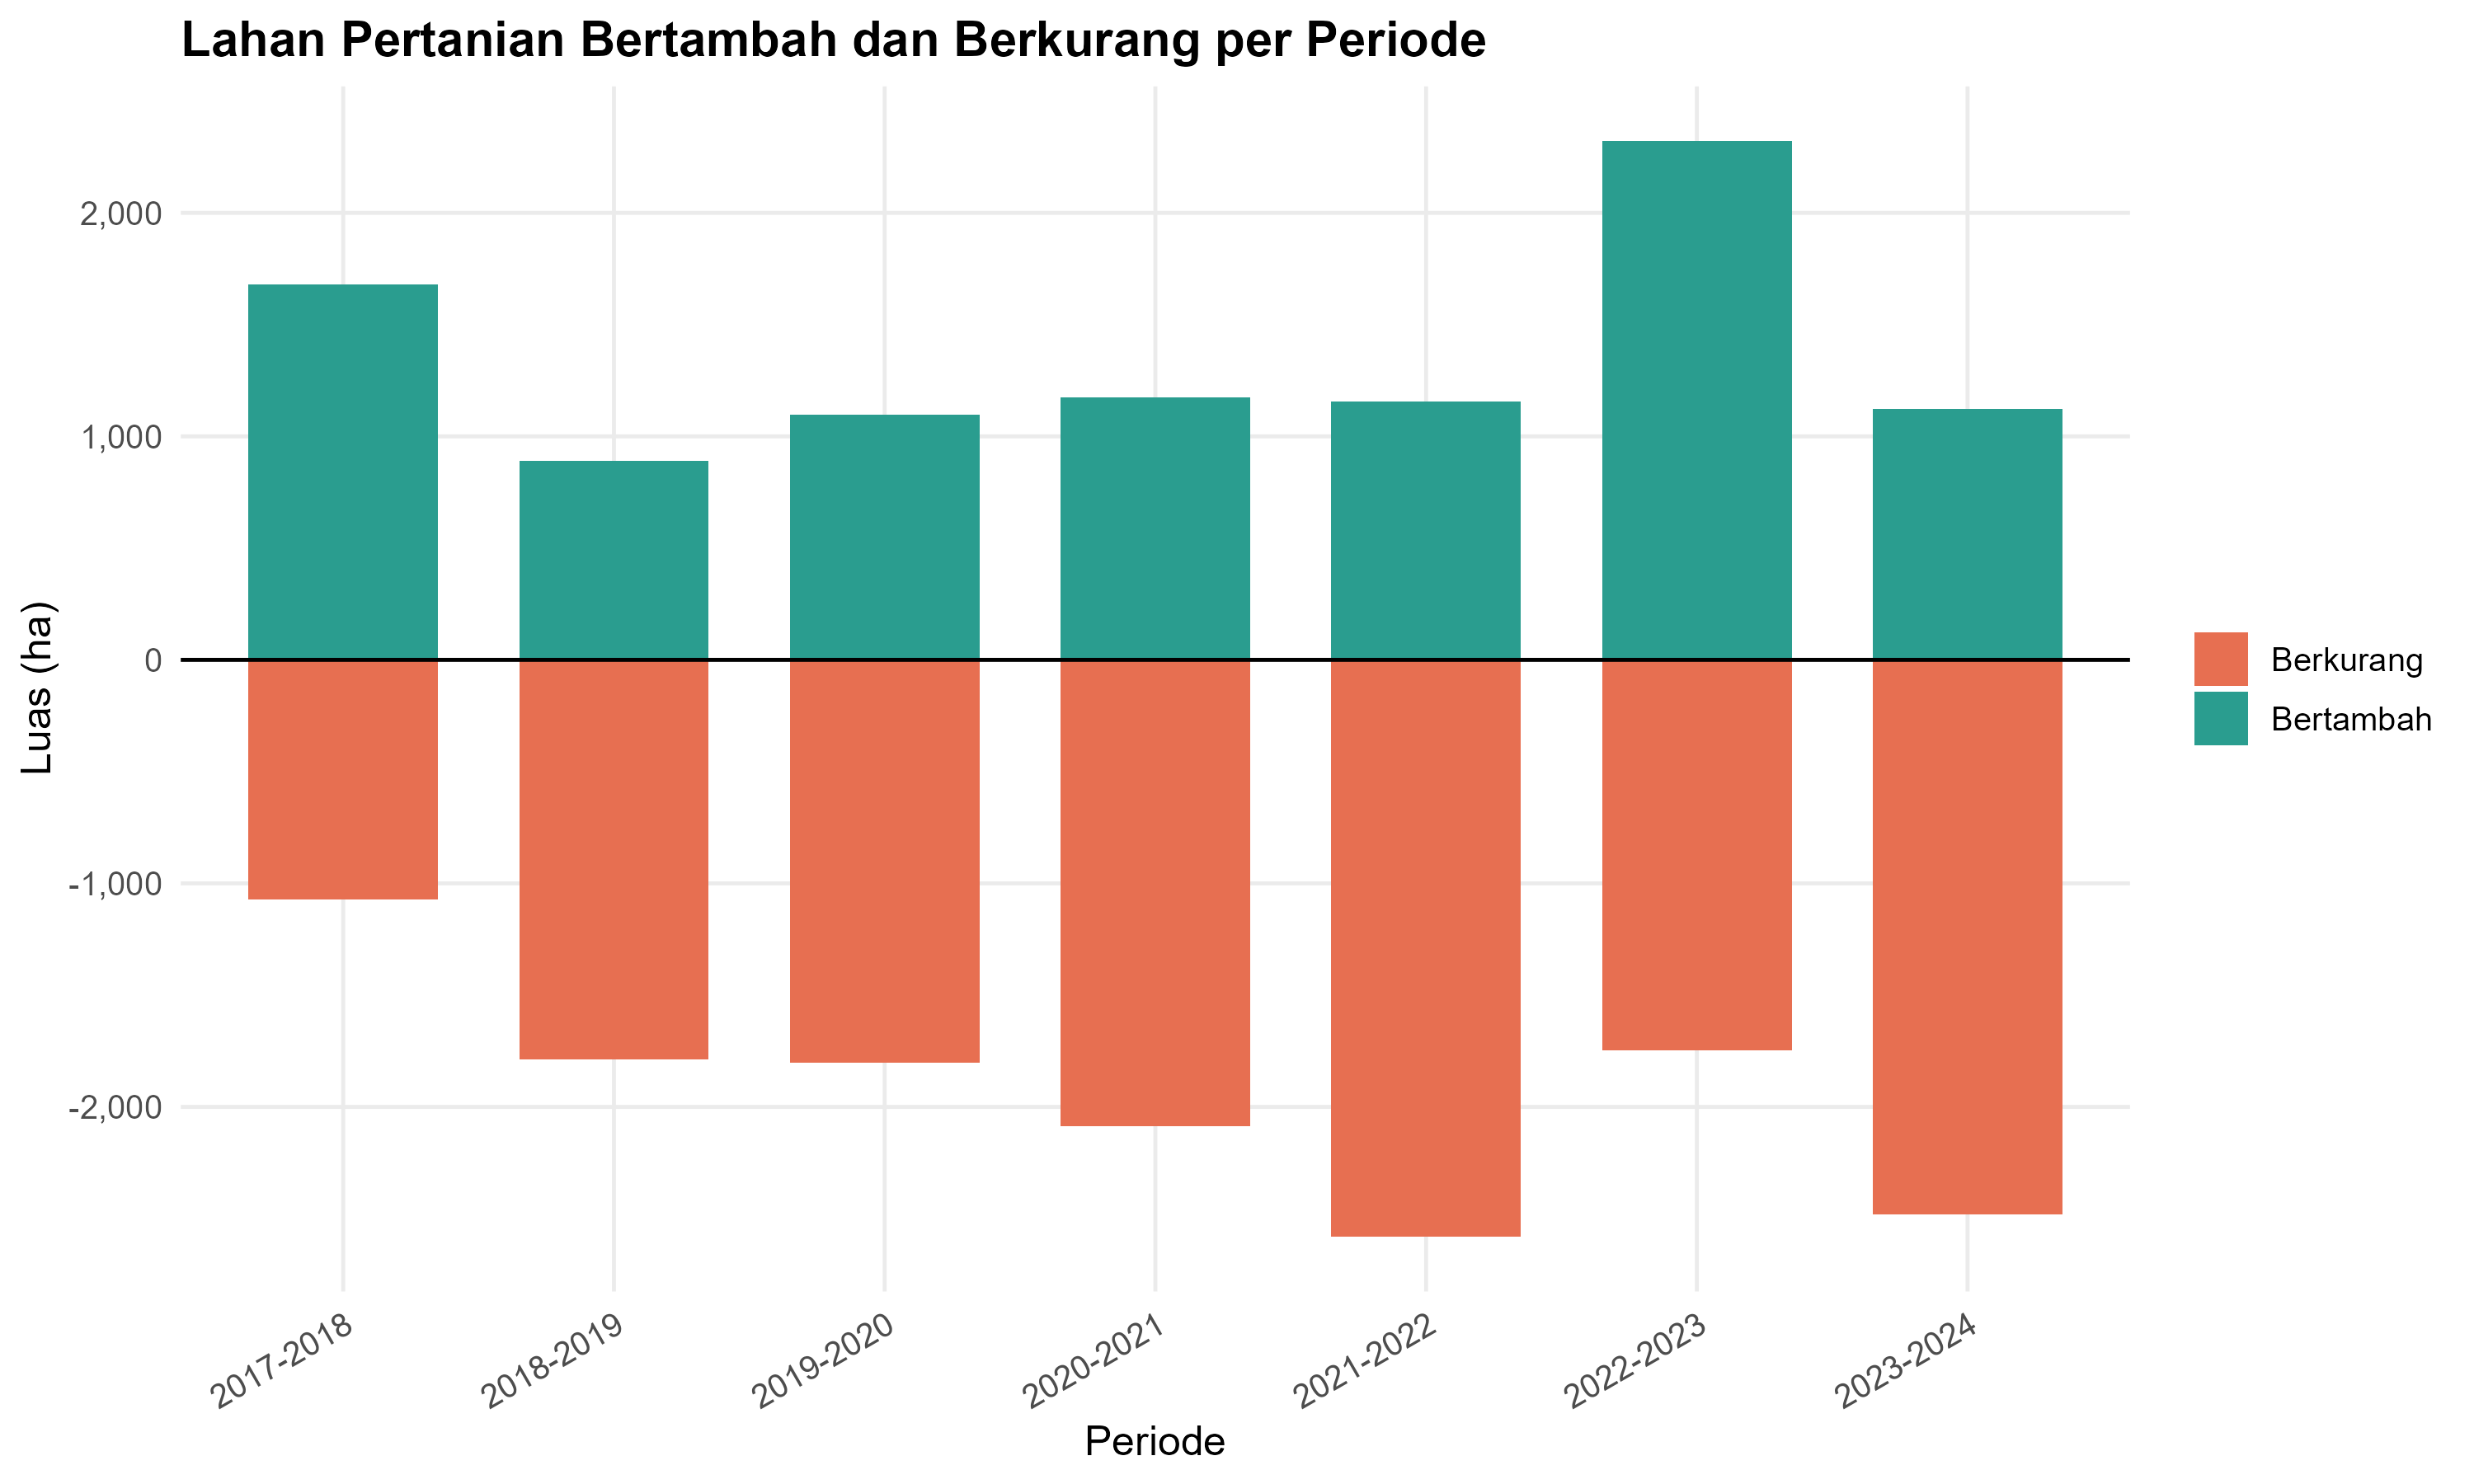 Lahan Pertanian Bertambah dan Berkurang per Periode
Luas (ha)
2,000
1,000
0
-1,000
-2,000
2017-2018
2018-2019
2019-2020
2020-2021
2021-2022
2022-2023
2023-2024
Periode
Berkurang
Bertambah